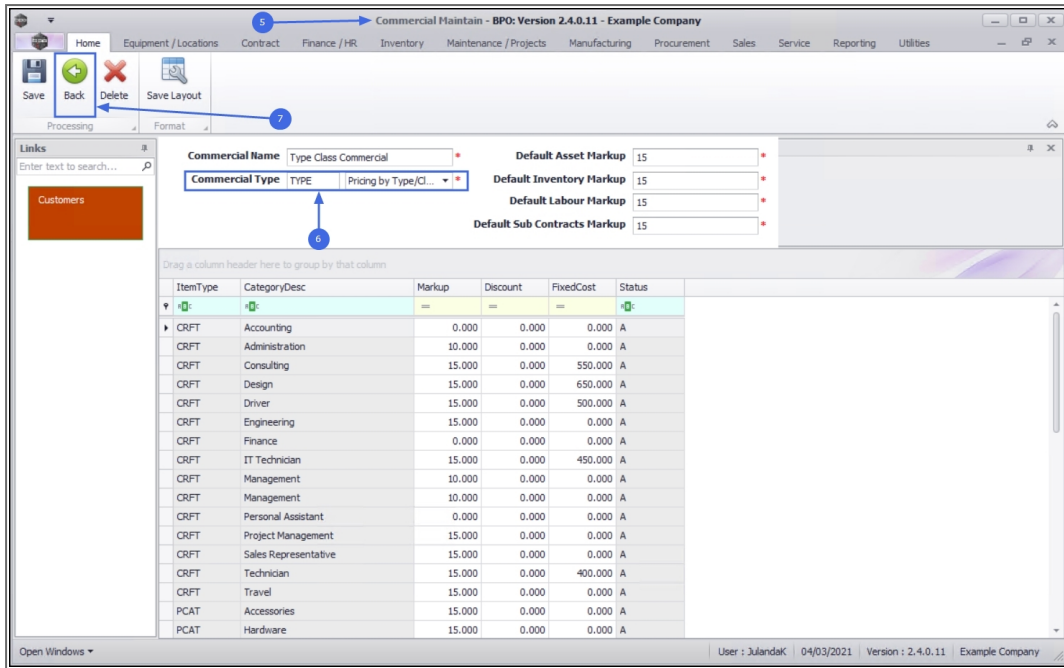 Commercial Maintain - BPO: Version 2.4.0.11 - Example Company
5
Home Equipment / Locations Contract Finance / HR Inventory Maintenance / Projects Manufacturing Procurement Sales Service Reporting Utilities
Save Back Delete Save Layout
7
Processing Format
Links
Enter text to search...
Customers
Commercial Name Type Class Commercial * Default Asset Markup 15 *
Commercial Type TYPE Pricing by Type/Cl... * Default Inventory Markup 15 *
Default Labour Markup 15 *
6
Default Sub Contracts Markup 15 *
Drag a column header here to group by that column
ItemType CategoryDesc Markup Discount FixedCost Status
= = =
CRFT Accounting 0.000 0.000 0.000 A
CRFT Administration 10.000 0.000 0.000 A
CRFT Consulting 15.000 0.000 550.000 A
CRFT Design 15.000 0.000 650.000 A
CRFT Driver 15.000 0.000 500.000 A
CRFT Engineering 15.000 0.000 0.000 A
CRFT Finance 0.000 0.000 0.000 A
CRFT IT Technician 15.000 0.000 450.000 A
CRFT Management 10.000 0.000 0.000 A
CRFT Management 10.000 0.000 0.000 A
CRFT Personal Assistant 0.000 0.000 0.000 A
CRFT Project Management 15.000 0.000 0.000 A
CRFT Sales Representative 15.000 0.000 0.000 A
CRFT Technician 15.000 0.000 400.000 A
CRFT Travel 15.000 0.000 0.000 A
PCAT Accessories 15.000 0.000 0.000 A
PCAT Hardware 15.000 0.000 0.000 A
Open Windows User : JulandaK 04/03/2021 Version : 2.4.0.11 Example Company